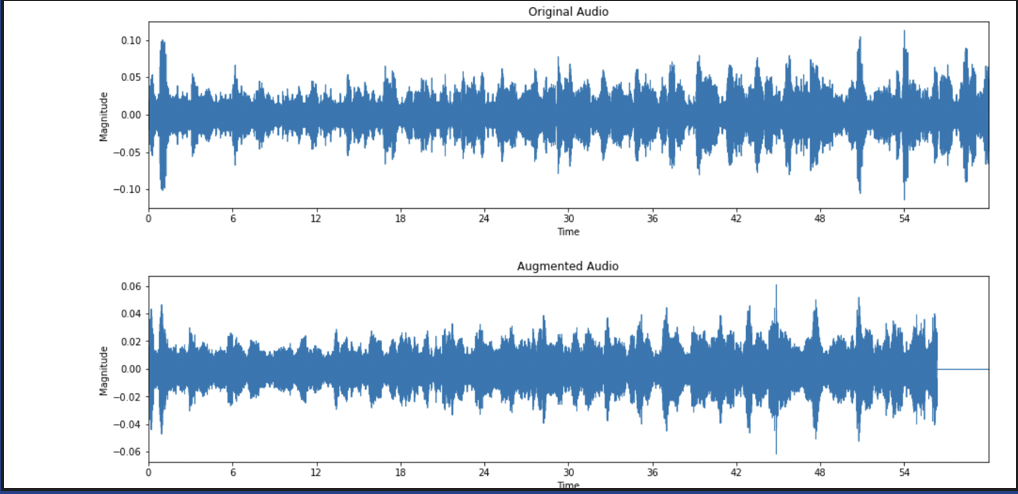 Original Audio
0.10
0.05
0.00
−0.05
−0.10
Magnitude
0 6 12 18 24 30 36 42 48 54
Time
Augmented Audio
0.06
0.04
0.02
0.00
−0.02
−0.04
−0.06
Magnitude
0 6 12 18 24 30 36 42 48 54
Time